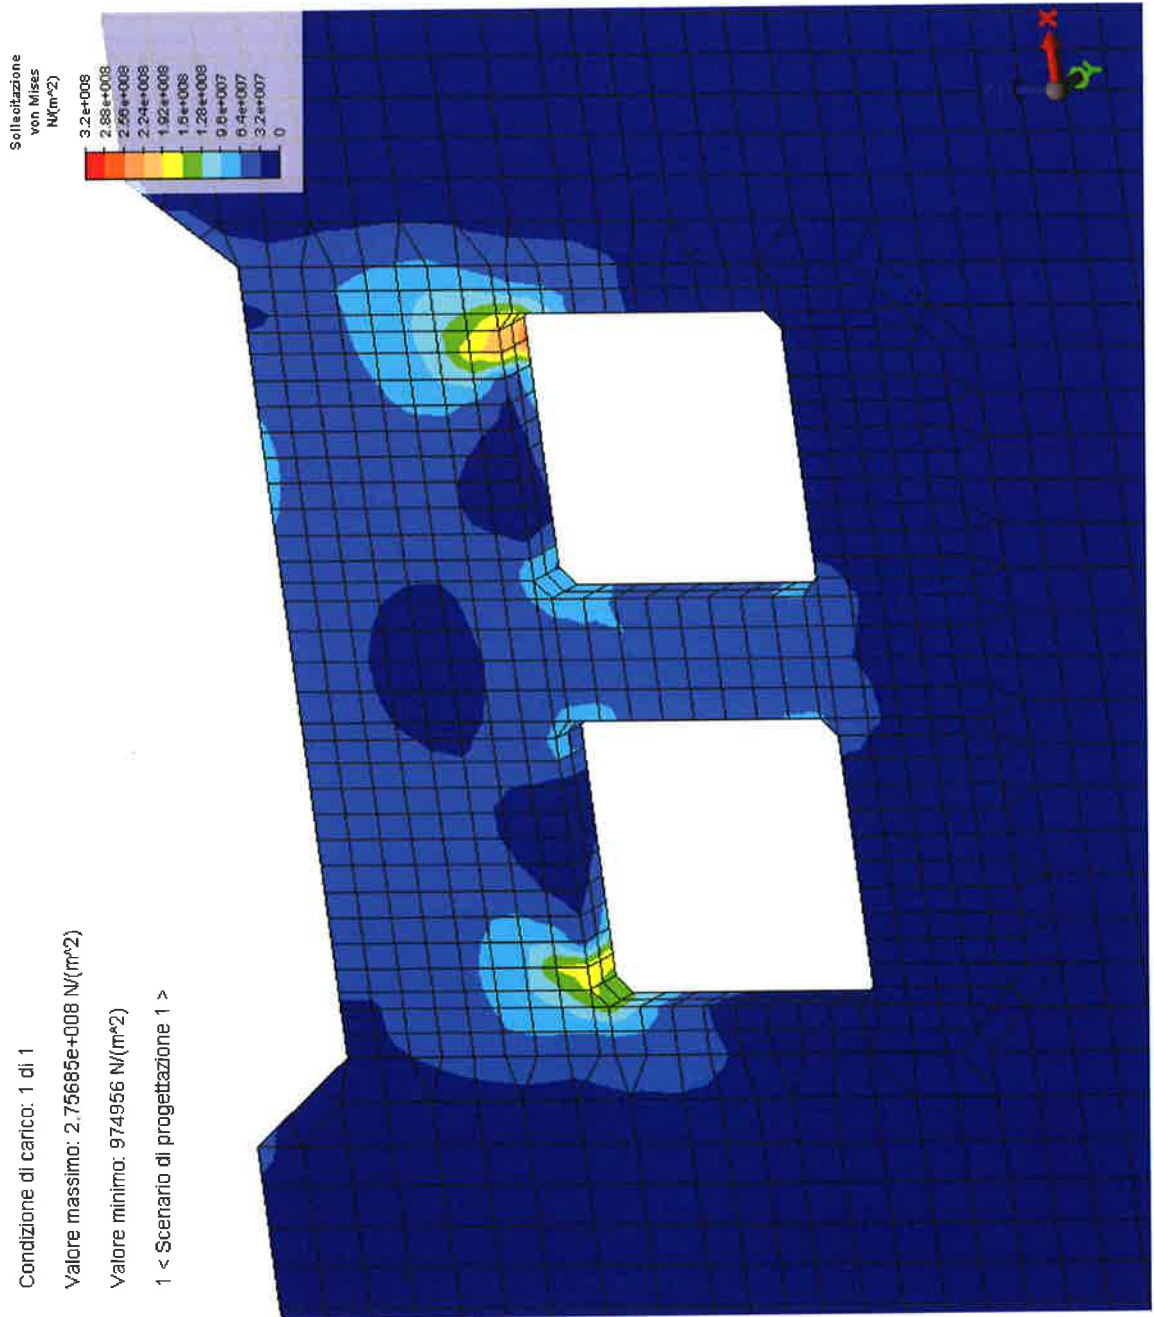 Condizione di carico: 1 di 1
Valore massimo: 2.75685e+008 N/(m^2)
Valore minimo: 974956 N/(m^2)
1 < Scenario di progettazione 1 >
Sollecitazione
von Mises
N/(m^2)
3.2e+008
2.88e+008
2.56e+008
2.24e+008
1.92e+008
1.6e+008
1.28e+008
9.6e+007
6.4e+007
3.2e+007
0
X
Y